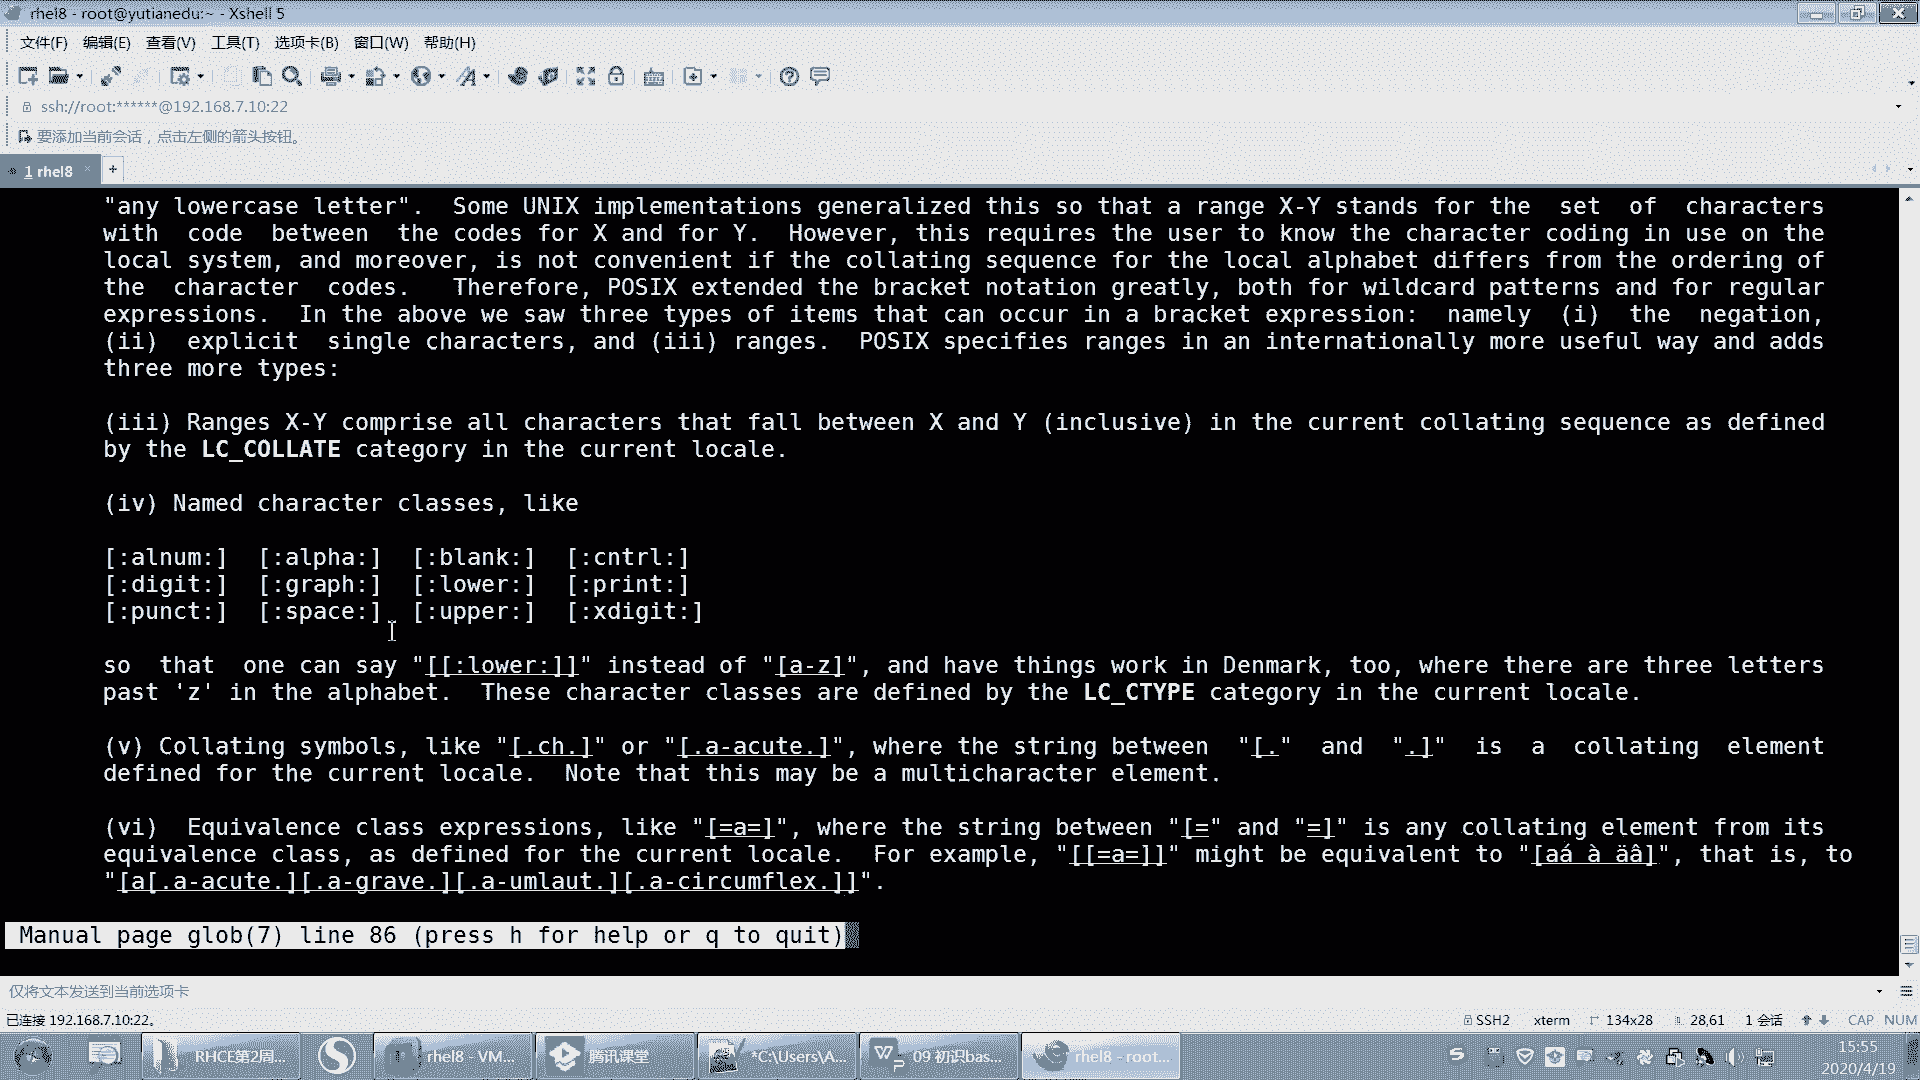 rhel8 - root@yutianedu:~ - Xshell 5
文件(F) 编辑(E) 查看(V) 工具(T) 选项卡(B) 窗口(W) 帮助(H)
ssh://root:******@192.168.7.10:22
要添加当前会话，点击左侧的箭头按钮。
1 rhel8 × +
"any lowercase letter".  Some UNIX implementations generalized this so that a range X-Y stands for the  set  of  characters
with  code  between  the codes for X and for Y.  However, this requires the user to know the character coding in use on the
local system, and moreover, is not convenient if the collating sequence for the local alphabet differs from the ordering of
the  character  codes.   Therefore, POSIX extended the bracket notation greatly, both for wildcard patterns and for regular
expressions.  In the above we saw three types of items that can occur in a bracket expression:  namely  (i)  the  negation,
(ii)  explicit  single characters, and (iii) ranges.  POSIX specifies ranges in an internationally more useful way and adds
three more types:
(iii) Ranges X-Y comprise all characters that fall between X and Y (inclusive) in the current collating sequence as defined
by the LC_COLLATE category in the current locale.
(iv) Named character classes, like
[:alnum:]  [:alpha:]  [:blank:]  [:cntrl:]
[:digit:]  [:graph:]  [:lower:]  [:print:]
[:punct:]  [:space:]  [:upper:]  [:xdigit:]
so  that  one can say "[[:lower:]]" instead of "[a-z]", and have things work in Denmark, too, where there are three letters
past 'z' in the alphabet.  These character classes are defined by the LC_CTYPE category in the current locale.
(v) Collating symbols, like "[.ch.]" or "[.a-acute.]", where the string between  "[."  and  ".]"  is  a  collating  element
defined for the current locale.  Note that this may be a multicharacter element.
(vi)  Equivalence class expressions, like "[=a=]", where the string between "[=" and "=]" is any collating element from its
equivalence class, as defined for the current locale.  For example, "[[=a=]]" might be equivalent to "[aá à äâ]", that is, to
"[a[.a-acute.][.a-grave.][.a-umlaut.][.a-circumflex.]]".
Manual page glob(7) line 86 (press h for help or q to quit)
仅将文本发送到当前选项卡
已连接 192.168.7.10:22。 SSH2 xterm 134x28 28,61 1 会话 CAP NUM
RHCE第2周... rhel8 - VM... 腾讯课堂 *C:\Users\A... 09 初识bas... rhel8 - root... 15:55
2020/4/19